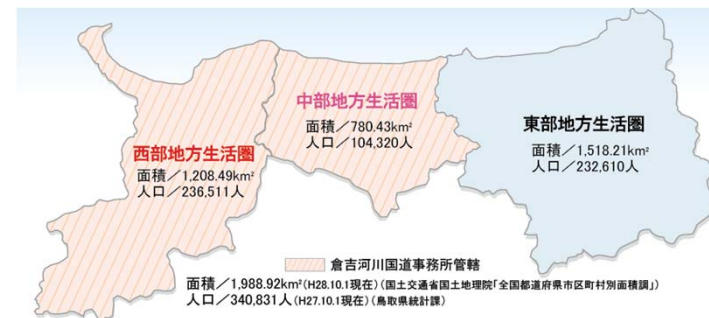 中部地方生活圏
面積／780.43km²
人口／104,320人
東部地方生活圏
面積／1,518.21km²
人口／232,610人
西部地方生活圏
面積／1,208.49km²
人口／236,511人
倉吉河川国道事務所管轄
面積／1,988.92km²(H28.10.1現在)(国土交通省国土地理院「全国都道府県市区町村別面積調」)
人口／340,831人(H27.10.1現在)(鳥取県統計課)